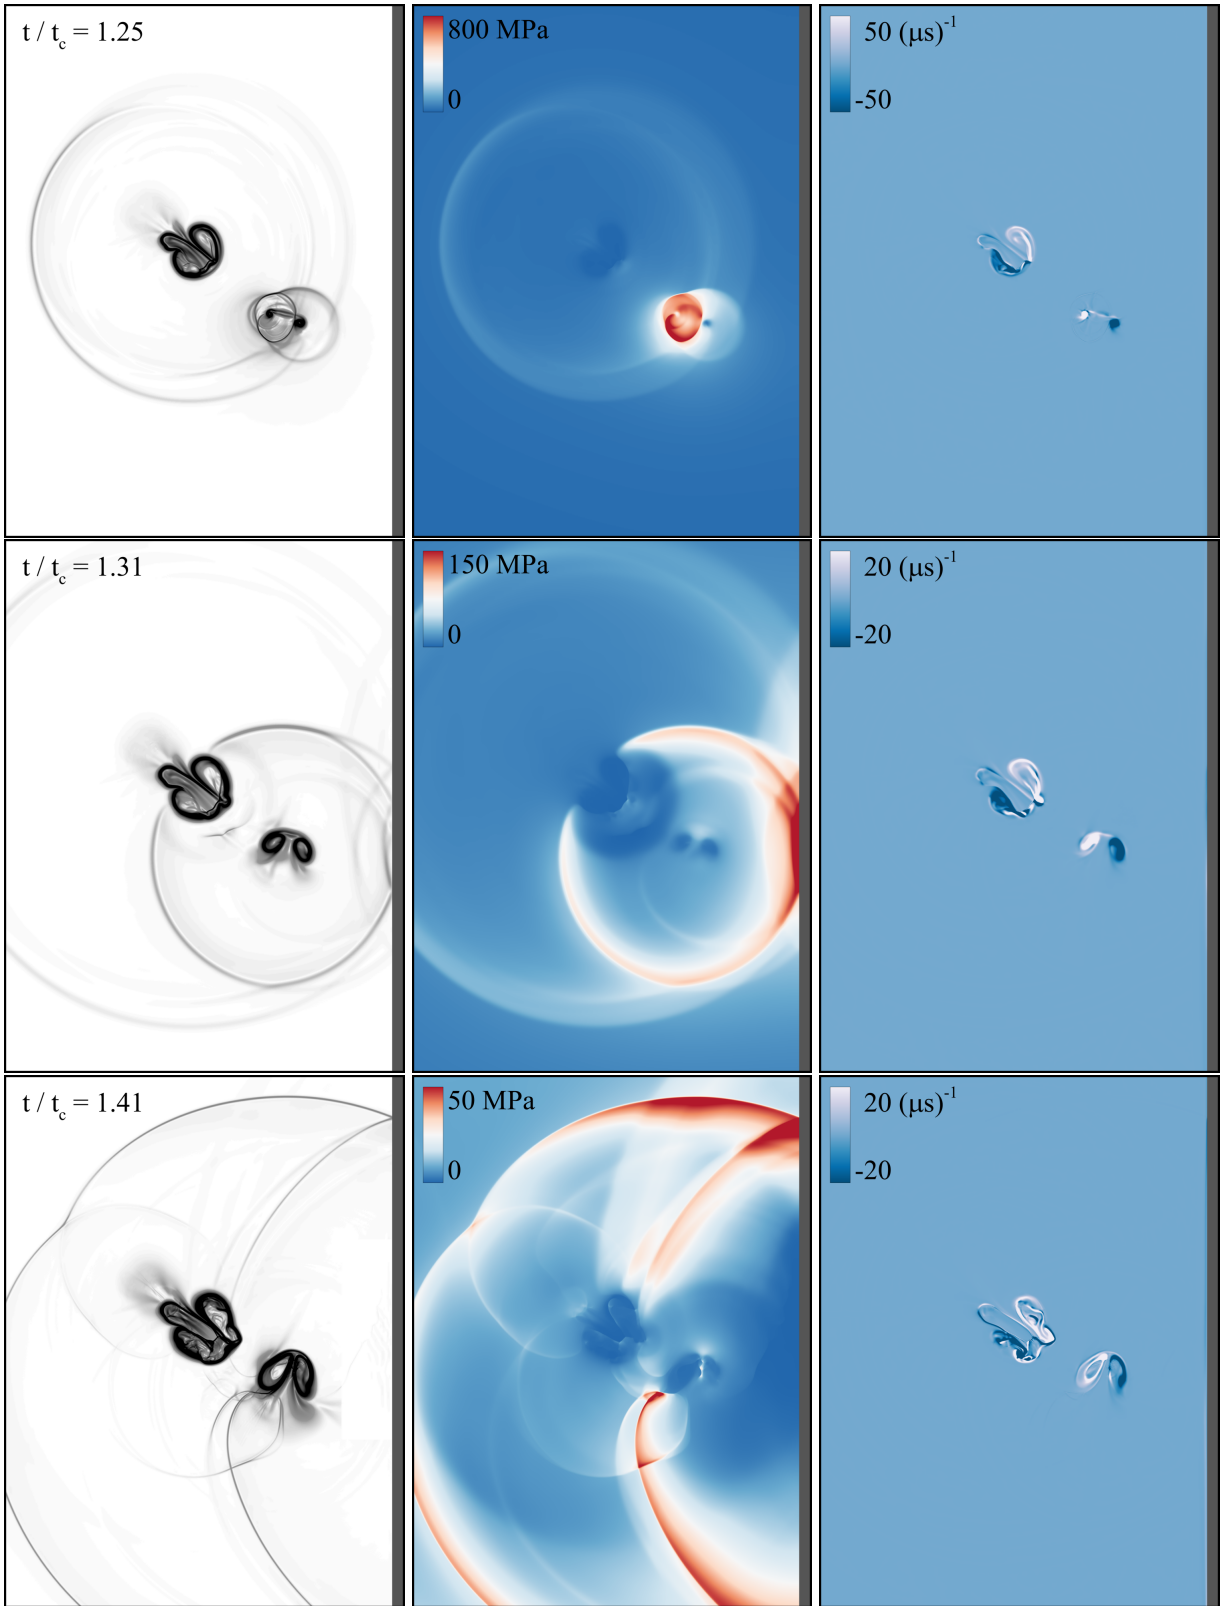 t / t_c = 1.25
800 MPa
0
50 (μs)^-1
-50
t / t_c = 1.31
150 MPa
0
20 (μs)^-1
-20
t / t_c = 1.41
50 MPa
0
20 (μs)^-1
-20